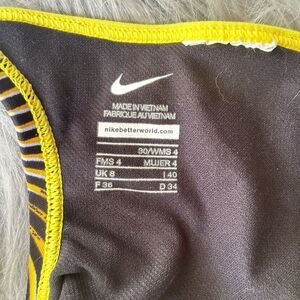 MADE IN VIETNAM
FABRIQUE AU VIETNAM
nikebetterworld.com
30/WMS 4
FMS 4 MUJER 4
UK 8 I 40
F 36 D 34